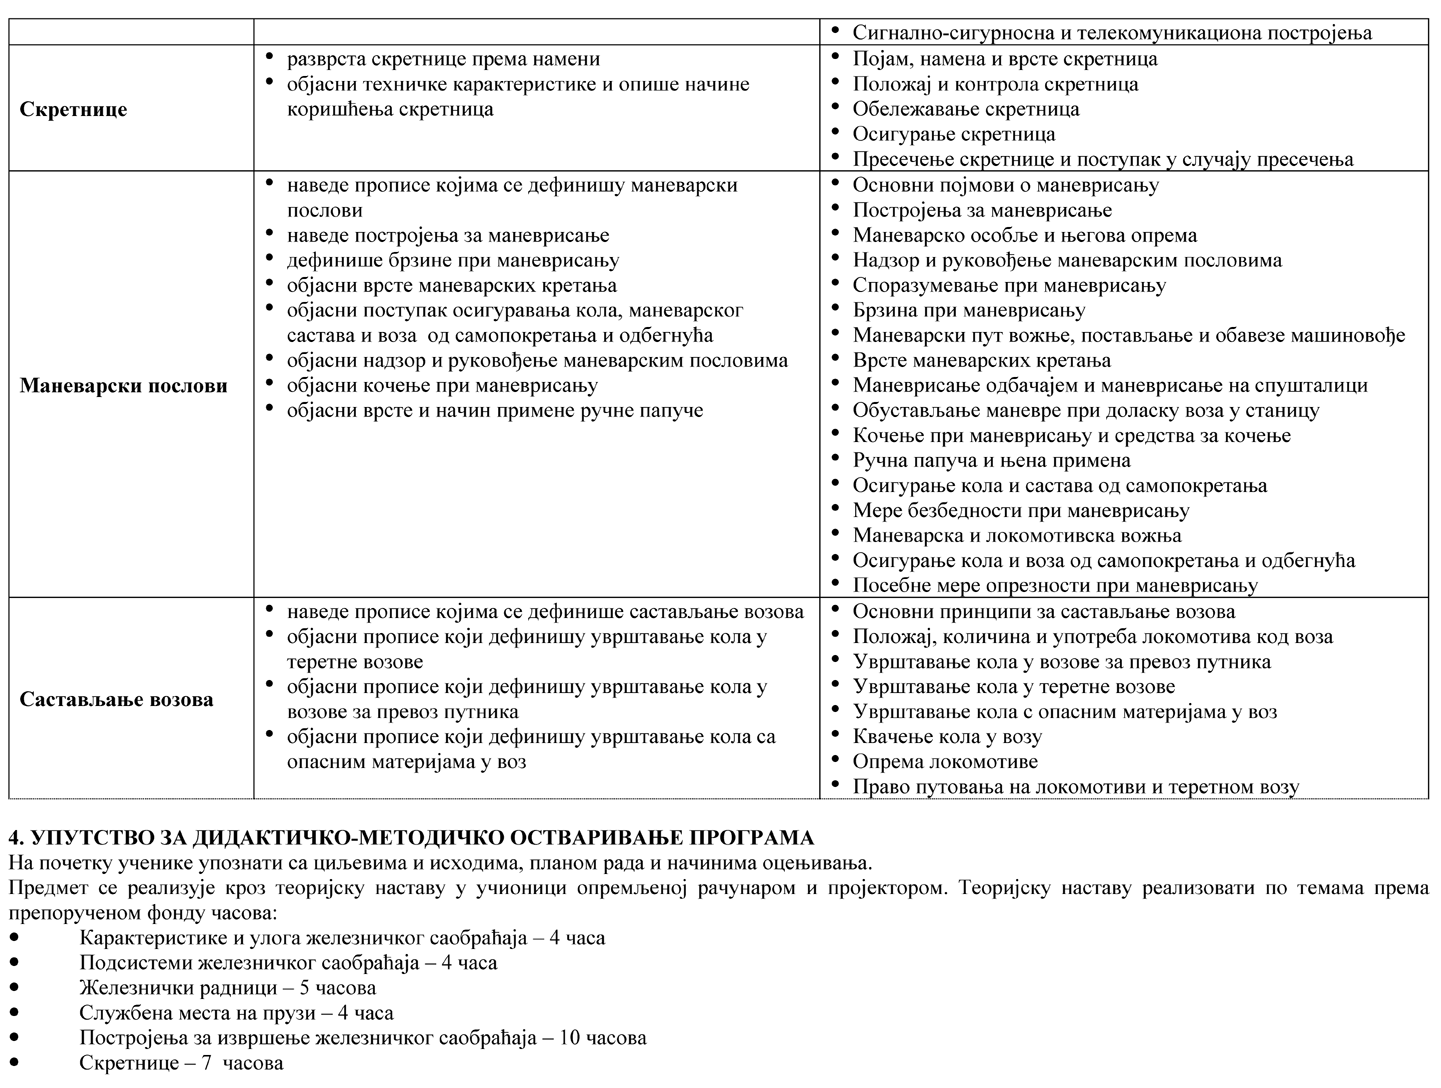 • Сигнално-сигурносна и телекомуникациона постројења
Скретнице
• разврста скретнице према намени
• објасни техничке карактеристике и опише начине
коришћења скретница
• Појам, намена и врсте скретница
• Положај и контрола скретница
• Обележавање скретница
• Осигурање скретница
• Пресечење скретнице и поступак у случају пресечења
Маневарски послови
• наведе прописе којима се дефинишу маневарски
послови
• наведе постројења за маневрисање
• дефинише брзине при маневрисању
• објасни врсте маневарских кретања
• објасни поступак осигуравања кола, маневарског
састава и воза од самопокретања и одбегнућа
• објасни надзор и руковођење маневарским пословима
• објасни кочење при маневрисању
• објасни врсте и начин примене ручне папуче
• Основни појмови о маневрисању
• Постројења за маневрисање
• Маневарско особље и његова опрема
• Надзор и руковођење маневарским пословима
• Споразумевање при маневрисању
• Брзина при маневрисању
• Маневарски пут вожње, постављање и обавезе машиновође
• Врсте маневарских кретања
• Маневрисање одбачајем и маневрисање на спушталици
• Обустављање маневре при доласку воза у станицу
• Кочење при маневрисању и средства за кочење
• Ручна папуча и њена примена
• Осигурање кола и састава од самопокретања
• Мере безбедности при маневрисању
• Маневарска и локомотивска вожња
• Осигурање кола и воза од самопокретања и одбегнућа
• Посебне мере опрезности при маневрисању
Састављање возова
• наведе прописе којима се дефинише састављање возова
• објасни прописе који дефинишу уврштавање кола у
теретне возове
• објасни прописе који дефинишу уврштавање кола у
возове за превоз путника
• објасни прописе који дефинишу уврштавање кола са
опасним материјама у воз
• Основни принципи за састављање возова
• Положај, количина и употреба локомотива код воза
• Уврштавање кола у возове за превоз путника
• Уврштавање кола у теретне возове
• Уврштавање кола с опасним материјама у воз
• Квачење кола у возу
• Опрема локомотиве
• Право путовања на локомотиви и теретном возу
4. УПУТСТВО ЗА ДИДАКТИЧКО-МЕТОДИЧКО ОСТВАРИВАЊЕ ПРОГРАМА
На почетку ученике упознати са циљевима и исходима, планом рада и начинима оцењивања.
Предмет се реализује кроз теоријску наставу у учионици опремљеној рачунаром и пројектором. Теоријску наставу реализовати по темама према
препорученом фонду часова:
• Карактеристике и улога железничког саобраћаја – 4 часа
• Подсистеми железничког саобраћаја – 4 часа
• Железнички радници – 5 часова
• Службена места на прузи – 4 часа
• Постројења за извршење железничког саобраћаја – 10 часова
• Скретнице – 7 часова